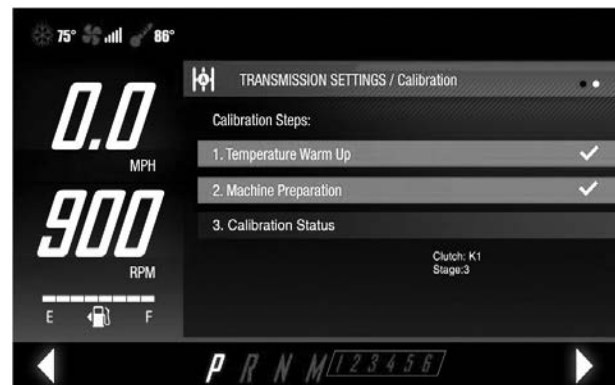 75° 86°
TRANSMISSION SETTINGS / Calibration
0.0
MPH
Calibration Steps:
1. Temperature Warm Up
2. Machine Preparation
3. Calibration Status
900
RPM
Clutch: K1
Stage:3
E F
P R N M 1 2 3 4 5 6